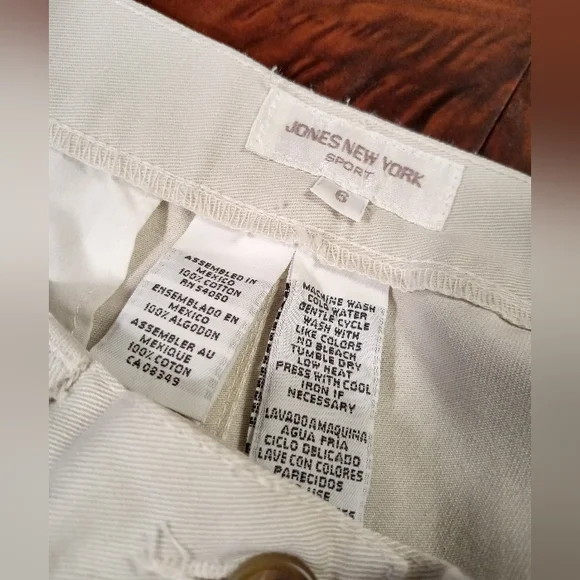 JONES NEW YORK
SPORT
6
ASSEMBLED IN
MEXICO
100% COTTON
RN 54050
ENSEMBLADO EN
MEXICO
100% ALGODON
ASSEMBLER AU
MEXIQUE
100% COTON
CA 09349
MACHINE WASH
COLD WATER
GENTLE CYCLE
WASH WITH
LIKE COLORS
NO BLEACH
TUMBLE DRY
LOW HEAT
PRESS WITH COOL
IRON IF
NECESSARY
LAVADO A MAQUINA
AGUA FRIA
CICLO DELICADO
LAVE CON COLORES
PARECIDOS
USE